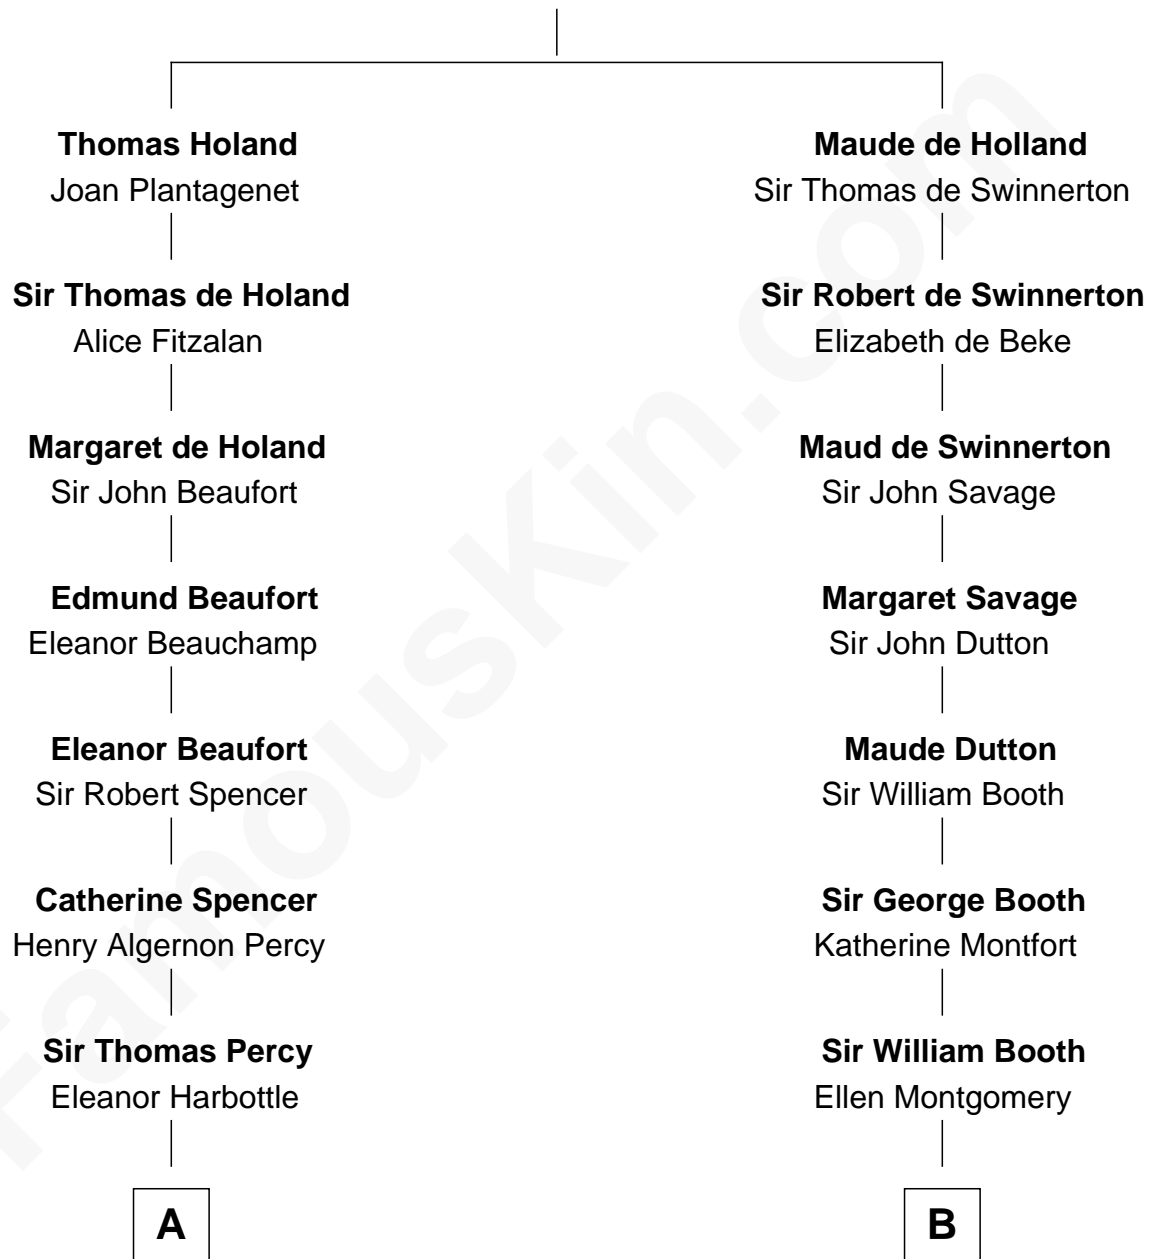 Thomas Holand
Joan Plantagenet
Sir Thomas de Holand
Alice Fitzalan
Margaret de Holand
Sir John Beaufort
Edmund Beaufort
Eleanor Beauchamp
Eleanor Beaufort
Sir Robert Spencer
Catherine Spencer
Henry Algernon Percy
Sir Thomas Percy
Eleanor Harbottle
A
Maude de Holland
Sir Thomas de Swinnerton
Sir Robert de Swinnerton
Elizabeth de Beke
Maud de Swinnerton
Sir John Savage
Margaret Savage
Sir John Dutton
Maude Dutton
Sir William Booth
Sir George Booth
Katherine Montfort
Sir William Booth
Ellen Montgomery
B
FamousKin.com